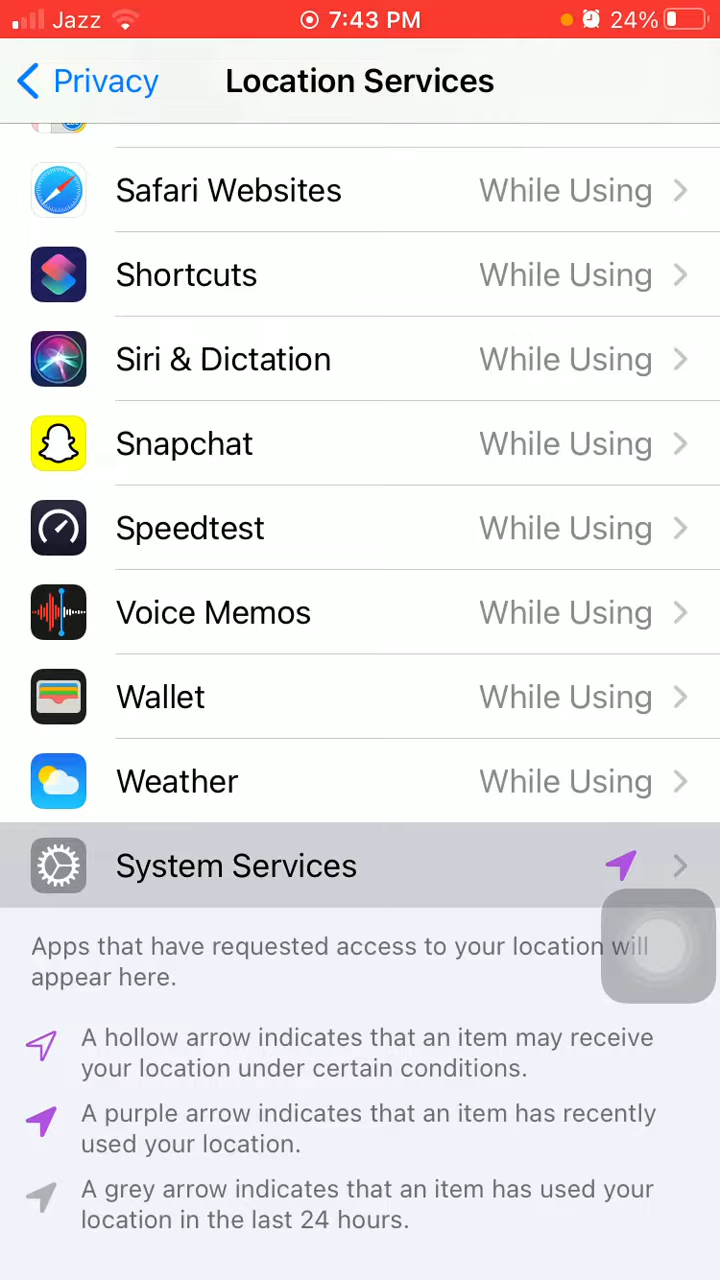 Jazz 7:43 PM 24%
Privacy Location Services
Safari Websites While Using
Shortcuts While Using
Siri & Dictation While Using
Snapchat While Using
Speedtest While Using
Voice Memos While Using
Wallet While Using
Weather While Using
System Services
Apps that have requested access to your location will
appear here.
A hollow arrow indicates that an item may receive
your location under certain conditions.
A purple arrow indicates that an item has recently
used your location.
A grey arrow indicates that an item has used your
location in the last 24 hours.